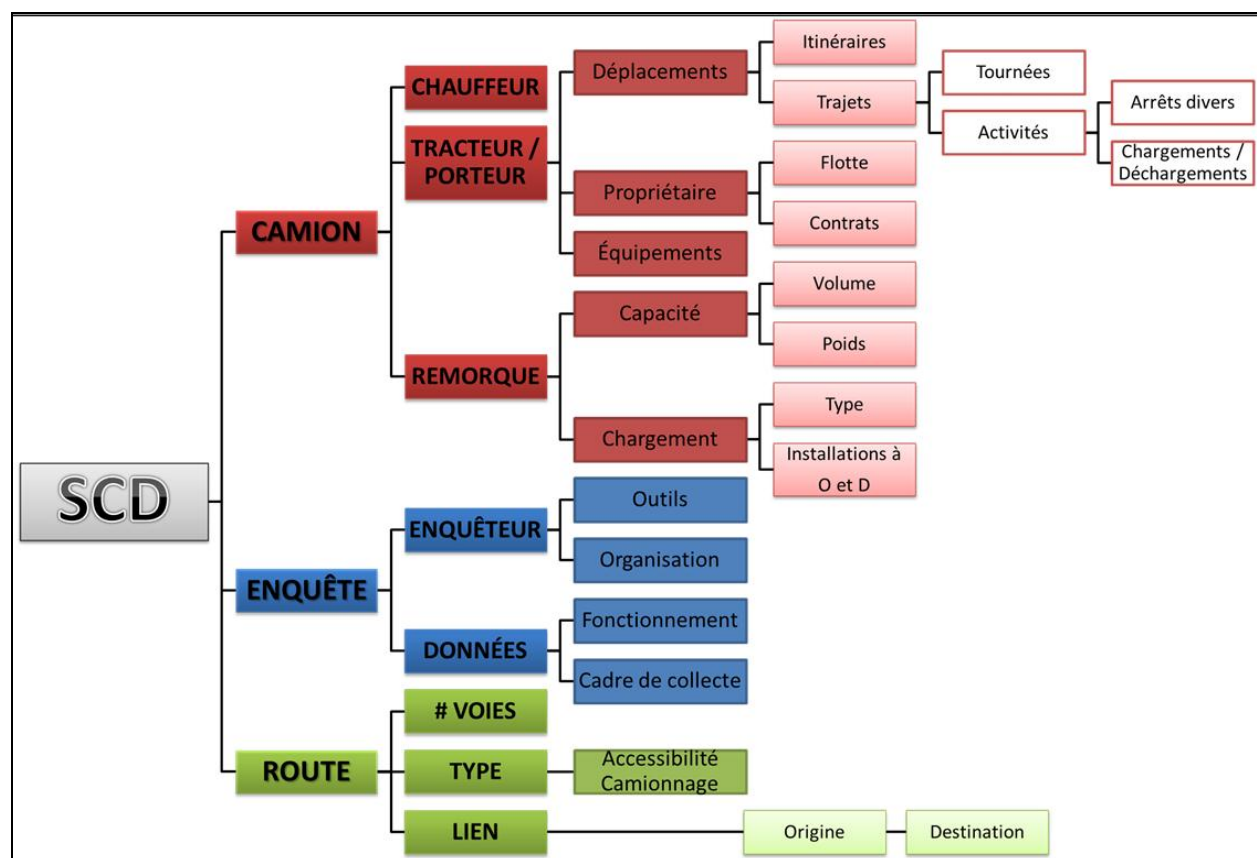 SCD
CAMION
CHAUFFEUR
TRACTEUR /
PORTEUR
Déplacements
Itinéraires
Trajets
Tournées
Activités
Arrêts divers
Chargements /
Déchargements
Propriétaire
Flotte
Contrats
Équipements
REMORQUE
Capacité
Volume
Poids
Chargement
Type
Installations à
O et D
ENQUÊTE
ENQUÊTEUR
Outils
Organisation
DONNÉES
Fonctionnement
Cadre de collecte
ROUTE
# VOIES
TYPE
Accessibilité
Camionnage
LIEN
Origine
Destination